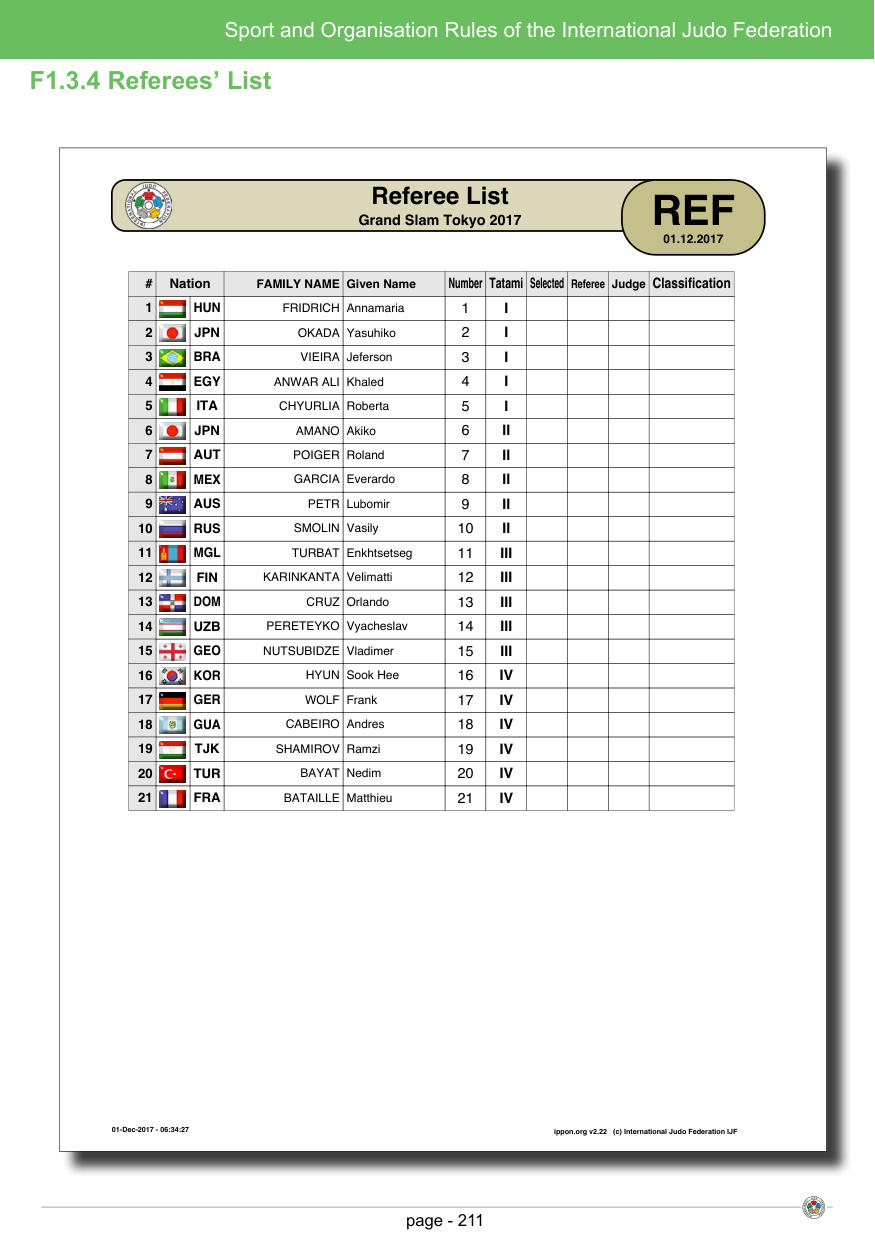 Sport and Organisation Rules of the International Judo Federation
F1.3.4 Referees’ List
Referee List
Grand Slam Tokyo 2017
REF
01.12.2017
# Nation FAMILY NAME Given Name Number Tatami Selected Referee Judge Classification
1 HUN FRIDRICH Annamaria 1 I
2 JPN OKADA Yasuhiko 2 I
3 BRA VIEIRA Jeferson 3 I
4 EGY ANWAR ALI Khaled 4 I
5 ITA CHYURLIA Roberta 5 I
6 JPN AMANO Akiko 6 II
7 AUT POIGER Roland 7 II
8 MEX GARCIA Everardo 8 II
9 AUS PETR Lubomir 9 II
10 RUS SMOLIN Vasily 10 II
11 MGL TURBAT Enkhtsetseg 11 III
12 FIN KARINKANTA Velimatti 12 III
13 DOM CRUZ Orlando 13 III
14 UZB PERETEYKO Vyacheslav 14 III
15 GEO NUTSUBIDZE Vladimer 15 III
16 KOR HYUN Sook Hee 16 IV
17 GER WOLF Frank 17 IV
18 GUA CABEIRO Andres 18 IV
19 TJK SHAMIROV Ramzi 19 IV
20 TUR BAYAT Nedim 20 IV
21 FRA BATAILLE Matthieu 21 IV
01-Dec-2017 - 06:34:27
ippon.org v2.22 (c) International Judo Federation IJF
page - 211